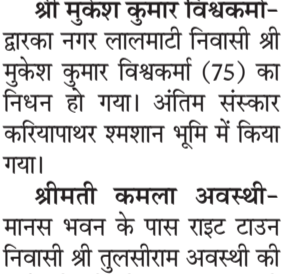 श्री मुकेश कुमार विश्वकर्मा-
द्वारका नगर लालमाटी निवासी श्री
मुकेश कुमार विश्वकर्मा (75) का
निधन हो गया। अंतिम संस्कार
करियापाथर श्मशान भूमि में किया
गया।
श्रीमती कमला अवस्थी-
मानस भवन के पास राइट टाउन
निवासी श्री तुलसीराम अवस्थी की